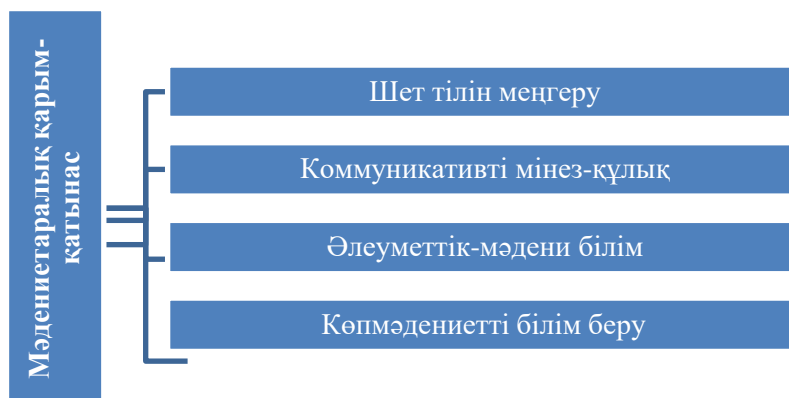 Мәдениетаралық қарым-
қатынас
Шет тілін меңгеру
Коммуникативті мінез-құлық
Әлеуметтік-мәдени білім
Көпмәдениетті білім беру